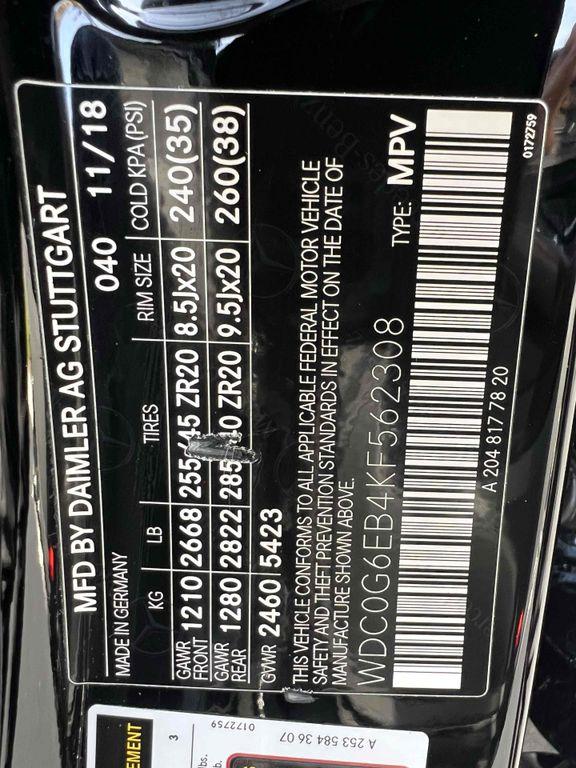 MFD BY DAIMLER AG STUTTGART
MADE IN GERMANY 040 11/18
KG LB TIRES RIM SIZE COLD KPA (PSI)
GAWR FRONT 1210 2668 255/45 ZR20 8.5Jx20 240(35)
GAWR REAR 1280 2822 ZR20 9.5Jx20 260(38)
GVWR 2460 5423
THIS VEHICLE CONFORMS TO ALL APPLICABLE FEDERAL MOTOR VEHICLE
SAFETY AND THEFT PREVENTION STANDARDS IN EFFECT ON THE DATE OF
MANUFACTURE SHOWN ABOVE.
WDC0G6EB4KF562308 TYPE: MPV
A 204 817 78 20
0172759
EMENT
3
lbs.
b.
0172759
A 253 584 36 07